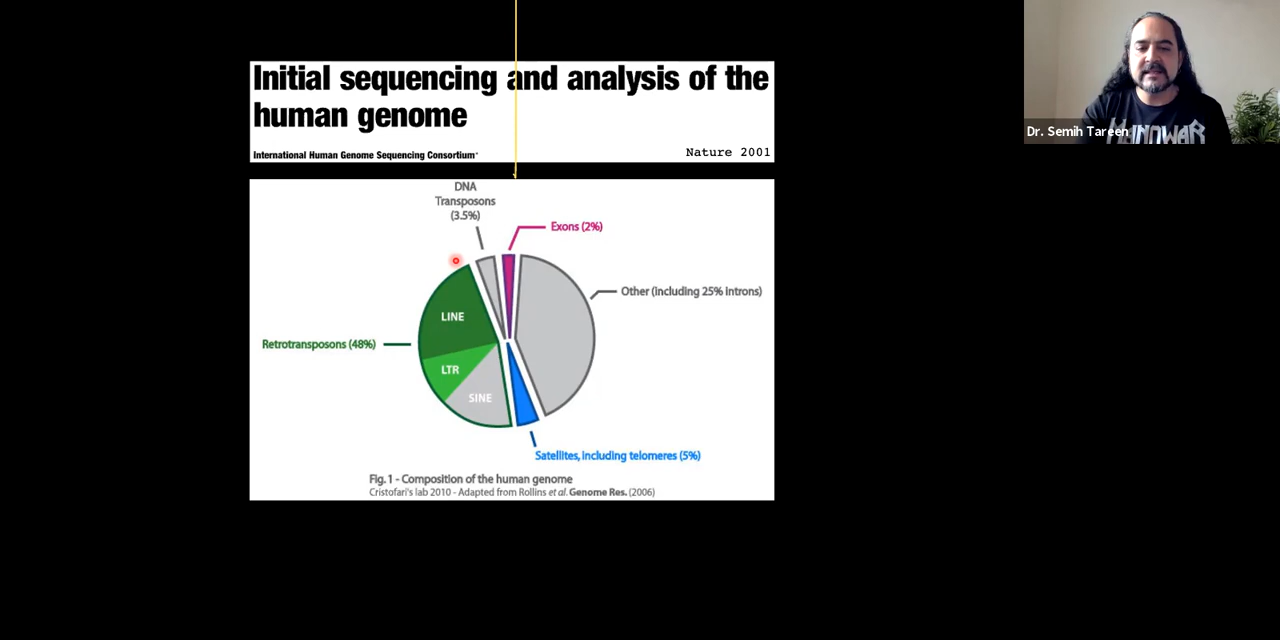 Initial sequencing and analysis of the
human genome
International Human Genome Sequencing Consortium*
Nature 2001
Dr. Semih Tareen
MANOWAR
DNA
Transposons
(3.5%)
Exons (2%)
Other (including 25% introns)
LINE
Retrotransposons (48%)
LTR
SINE
Satellites, including telomeres (5%)
Fig. 1 - Composition of the human genome
Cristofari's lab 2010 - Adapted from Rollins et al. Genome Res. (2006)